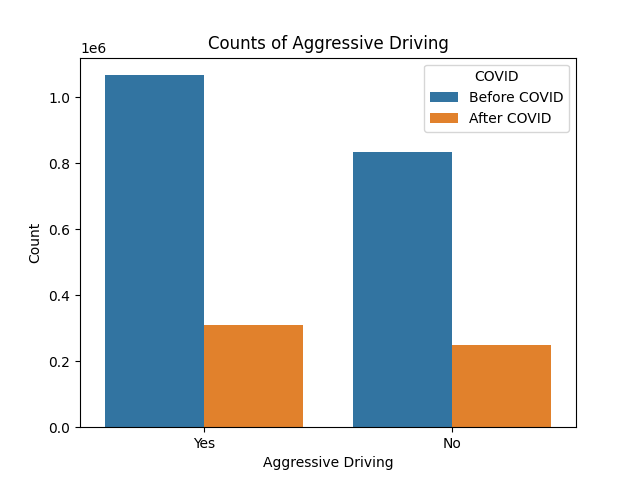 Counts of Aggressive Driving
1e6
COVID
Before COVID
After COVID
1.0
0.8
0.6
0.4
0.2
0.0
Count
Yes
No
Aggressive Driving